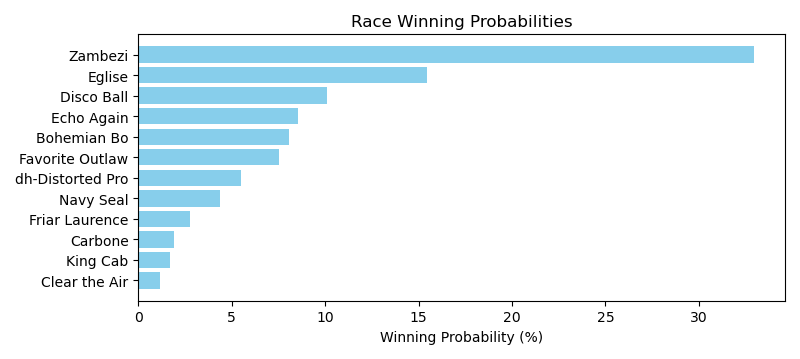 Race Winning Probabilities
Zambezi
Eglise
Disco Ball
Echo Again
Bohemian Bo
Favorite Outlaw
dh-Distorted Pro
Navy Seal
Friar Laurence
Carbone
King Cab
Clear the Air
0 5 10 15 20 25 30
Winning Probability (%)